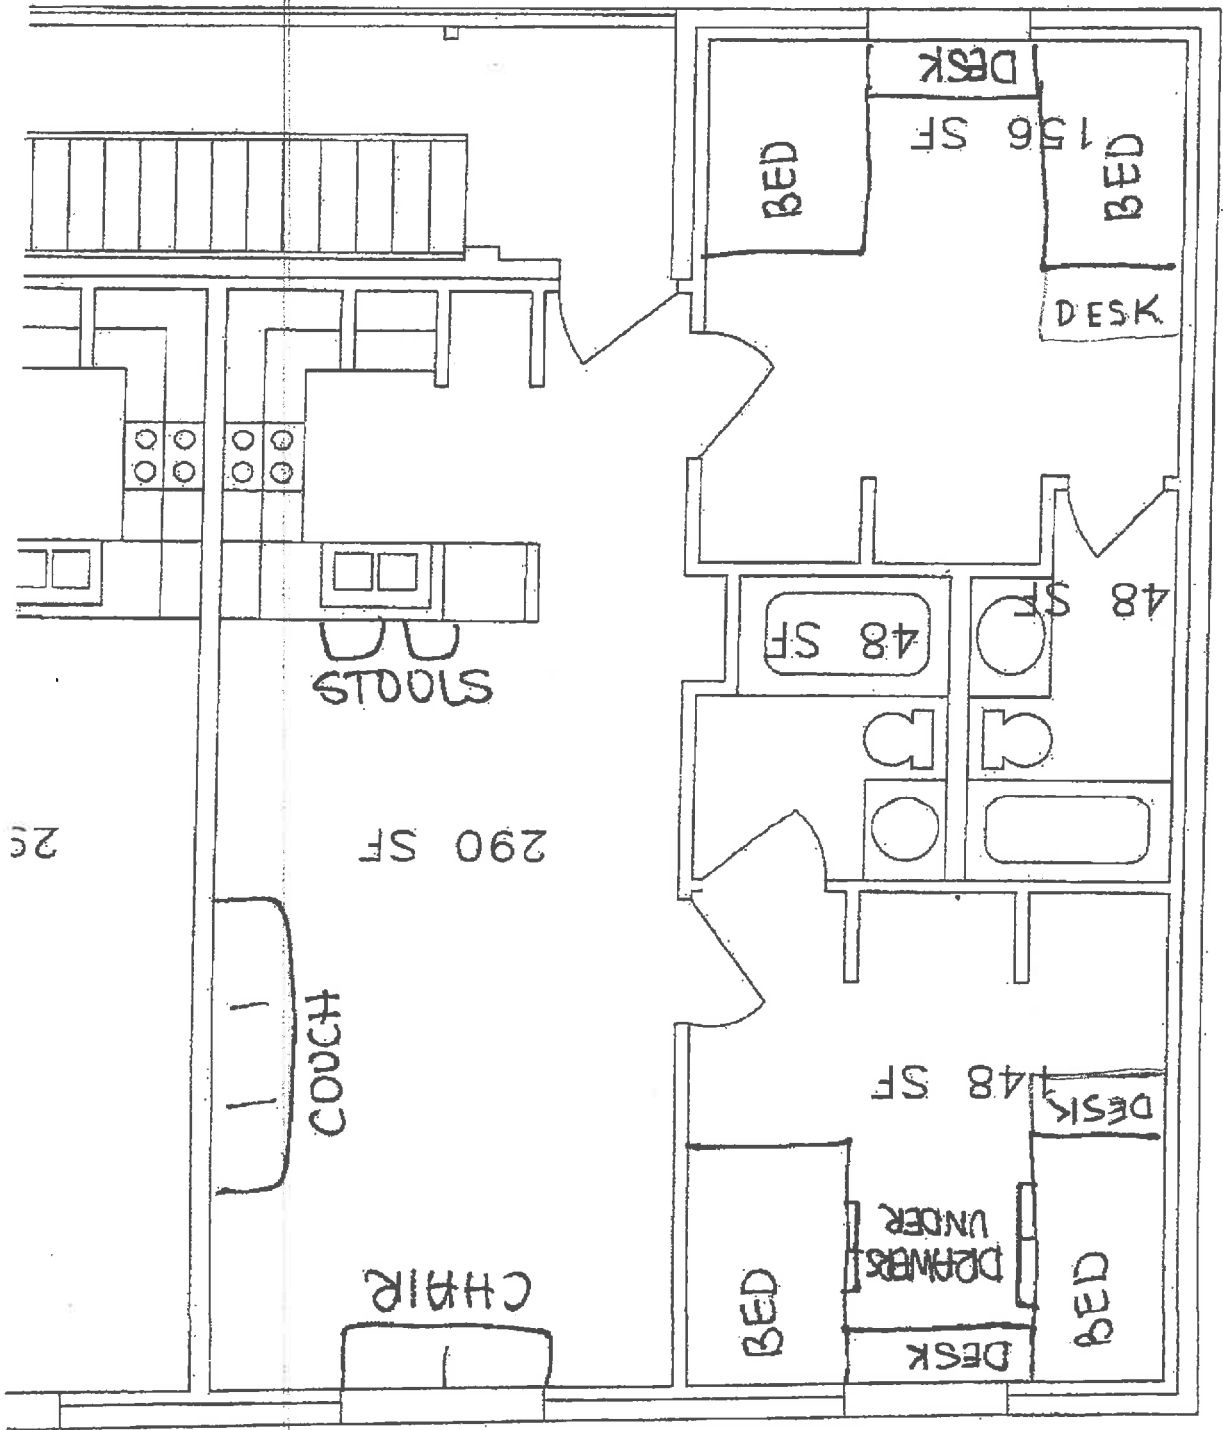 DESK
156 SF
BED
BED
DESK
48 SF
48 SF
STOOLS
290 SF
COUCH
148 SF
DESK
UNDER
DRAWERS
CHAIR
BED
BED
DESK